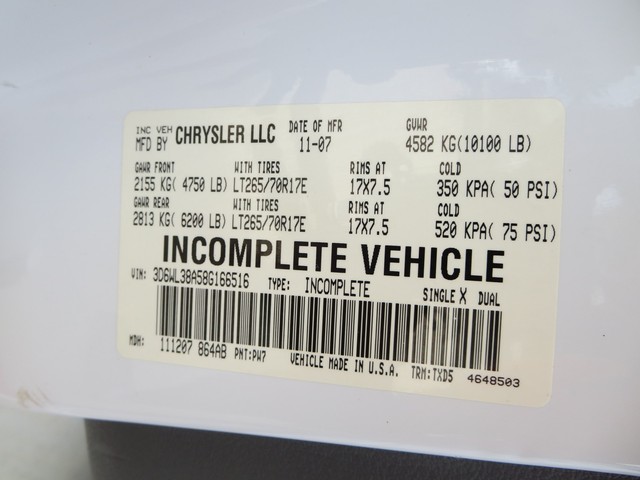 INC VEH MFD BY CHRYSLER LLC DATE OF MFR 11-07 GVWR 4582 KG(10100 LB)
GAWR FRONT WITH TIRES RIMS AT COLD
2155 KG( 4750 LB) LT265/70R17E 17X7.5 350 KPA( 50 PSI)
GAWR REAR WITH TIRES RIMS AT COLD
2813 KG( 6200 LB) LT265/70R17E 17X7.5 520 KPA( 75 PSI)
INCOMPLETE VEHICLE
VIN: 3D6WL38A58G166516 TYPE: INCOMPLETE SINGLE X DUAL
MDH: 111207 864AB PNT:PW7 VEHICLE MADE IN U.S.A. TRM:TXD5 4648503